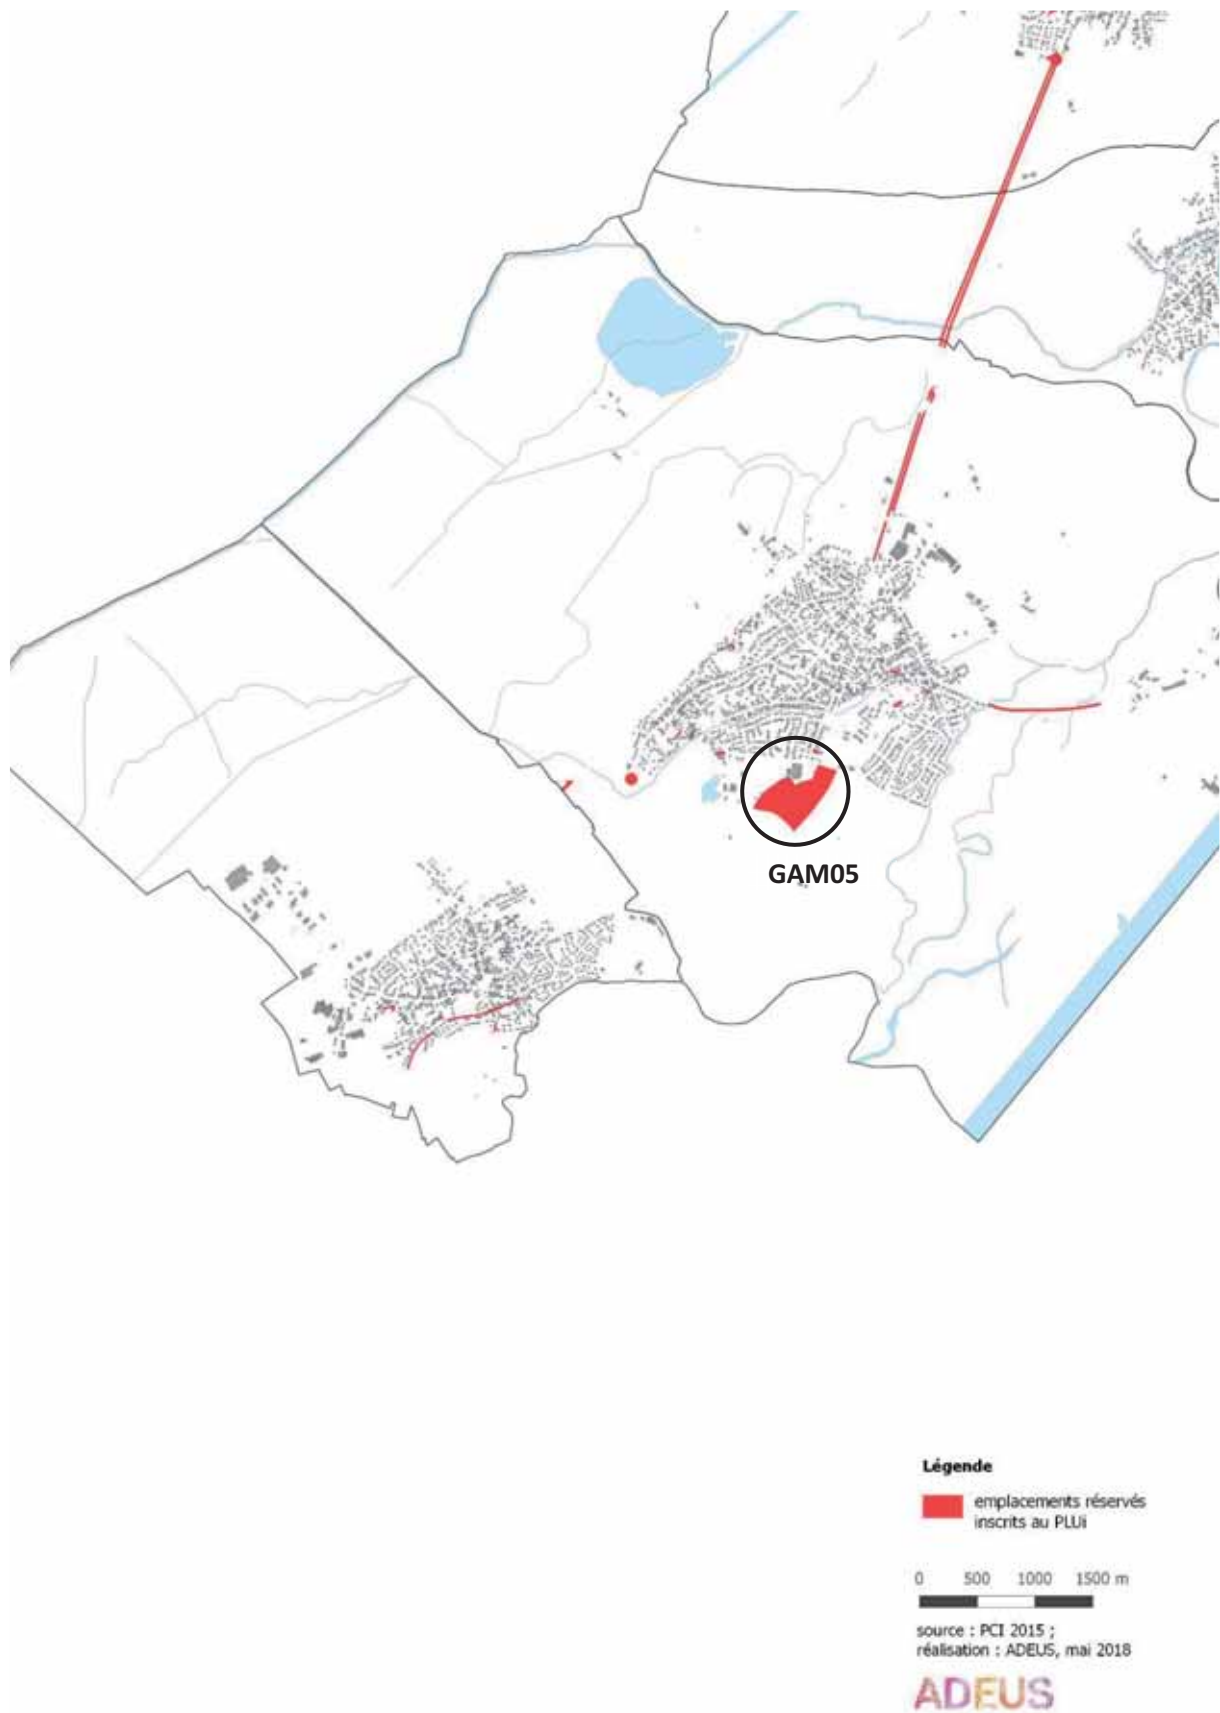 GAM05
Légende
emplacements réservés
inscrits au PLUi
0 500 1000 1500 m
source : PCI 2015 ;
réalisation : ADEUS, mai 2018
ADEUS